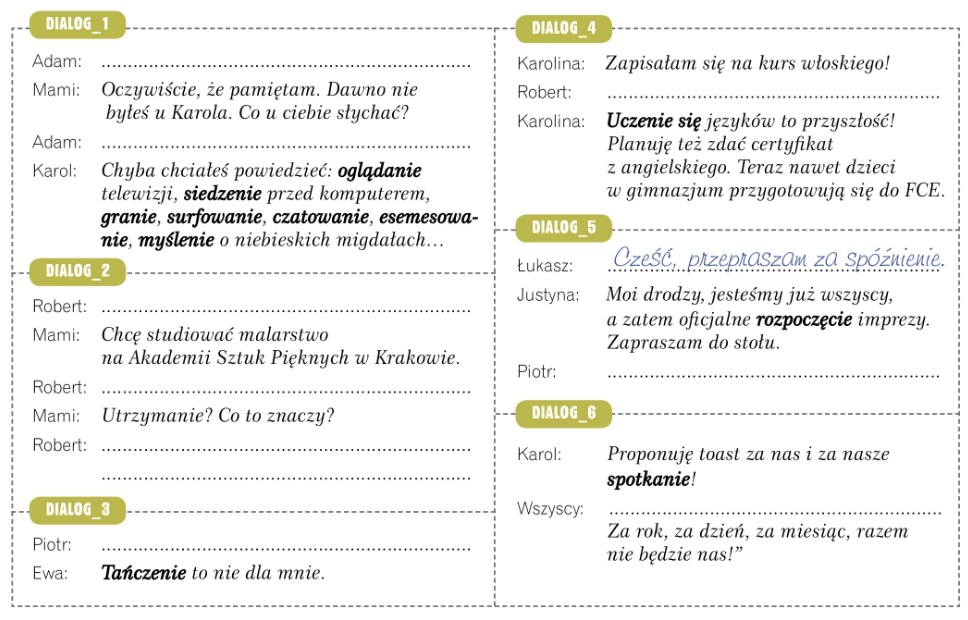 DIALOG_1
Adam: ........................................
Mami: Oczywiście, że pamiętam. Dawno nie
byłeś u Karola. Co u ciebie słychać?
Adam: ........................................
Karol: Chyba chciałeś powiedzieć: oglądanie
telewizji, siedzenie przed komputerem,
granie, surfowanie, czatowanie, esemesowa-
nie, myślenie o niebieskich migdałach…
DIALOG_2
Robert: ........................................
Mami: Chcę studiować malarstwo
na Akademii Sztuk Pięknych w Krakowie.
Robert: ........................................
Mami: Utrzymanie? Co to znaczy?
Robert: ........................................
........................................
DIALOG_3
Piotr: ........................................
Ewa: Tańczenie to nie dla mnie.
DIALOG_4
Karolina: Zapisałam się na kurs włoskiego!
Robert: ........................................
Karolina: Uczenie się języków to przyszłość!
Planuję też zdać certyfikat
z angielskiego. Teraz nawet dzieci
w gimnazjum przygotowują się do FCE.
DIALOG_5
Łukasz: Cześć, przepraszam za spóźnienie.
Justyna: Moi drodzy, jesteśmy już wszyscy,
a zatem oficjalne rozpoczęcie imprezy.
Zapraszam do stołu.
Piotr: ........................................
DIALOG_6
Karol: Proponuję toast za nas i za nasze
spotkanie!
Wszyscy: ........................................
Za rok, za dzień, za miesiąc, razem
nie będzie nas!”